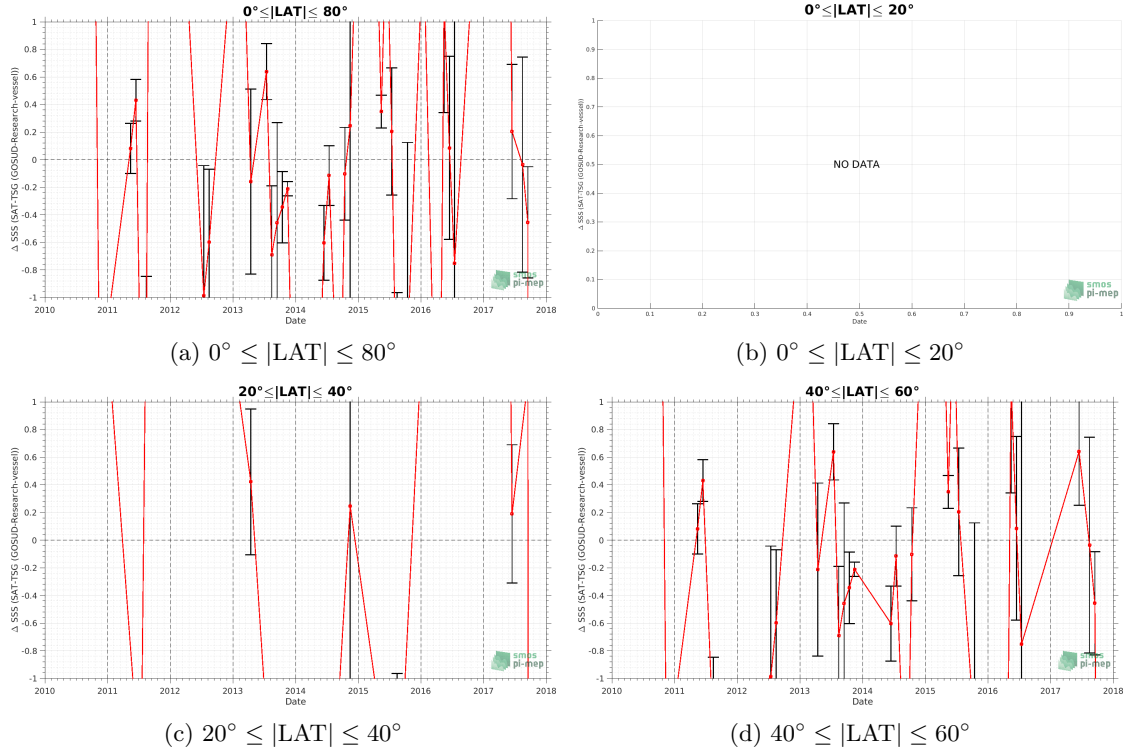 0°≤|LAT|≤ 80°
Δ SSS (SAT-TSG (GOSUD-Research-vessel))
1
0.8
0.6
0.4
0.2
0
-0.2
-0.4
-0.6
-0.8
-1
2010 2011 2012 2013 2014 2015 2016 2017 2018
Date
smos
pi-mep
(a) 0° ≤ |LAT| ≤ 80°
0°≤|LAT|≤ 20°
Δ SSS (SAT-TSG (GOSUD-Research-vessel))
1
0.9
0.8
0.7
0.6
0.5
0.4
0.3
0.2
0.1
0
NO DATA
0 0.1 0.2 0.3 0.4 0.5 0.6 0.7 0.8 0.9 1
Date
smos
pi-mep
(b) 0° ≤ |LAT| ≤ 20°
20°≤|LAT|≤ 40°
Δ SSS (SAT-TSG (GOSUD-Research-vessel))
1
0.8
0.6
0.4
0.2
0
-0.2
-0.4
-0.6
-0.8
-1
2010 2011 2012 2013 2014 2015 2016 2017 2018
Date
smos
pi-mep
(c) 20° ≤ |LAT| ≤ 40°
40°≤|LAT|≤ 60°
Δ SSS (SAT-TSG (GOSUD-Research-vessel))
1
0.8
0.6
0.4
0.2
0
-0.2
-0.4
-0.6
-0.8
-1
2010 2011 2012 2013 2014 2015 2016 2017 2018
Date
smos
pi-mep
(d) 40° ≤ |LAT| ≤ 60°